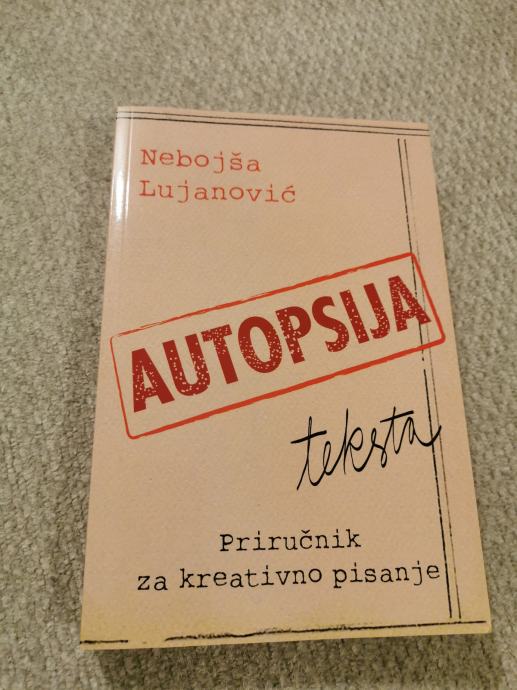 Nebojša
Lujanović
AUTOPSIJA
teksta
Priručnik
za kreativno pisanje